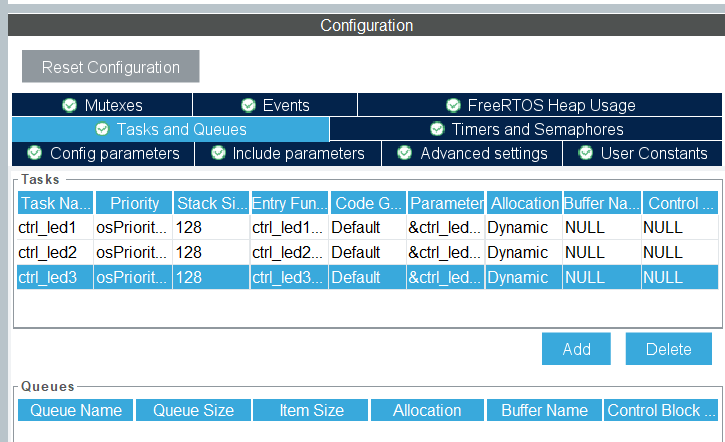 Configuration
Reset Configuration
Mutexes Events FreeRTOS Heap Usage
Tasks and Queues Timers and Semaphores
Config parameters Include parameters Advanced settings User Constants
Tasks
Task Na... Priority Stack Si... Entry Fun... Code G... Parameter Allocation Buffer Na... Control ...
ctrl_led1 osPriorit... 128 ctrl_led1... Default &ctrl_led... Dynamic NULL NULL
ctrl_led2 osPriorit... 128 ctrl_led2... Default &ctrl_led... Dynamic NULL NULL
ctrl_led3 osPriorit... 128 ctrl_led3... Default &ctrl_led... Dynamic NULL NULL
Add Delete
Queues
Queue Name Queue Size Item Size Allocation Buffer Name Control Block ...